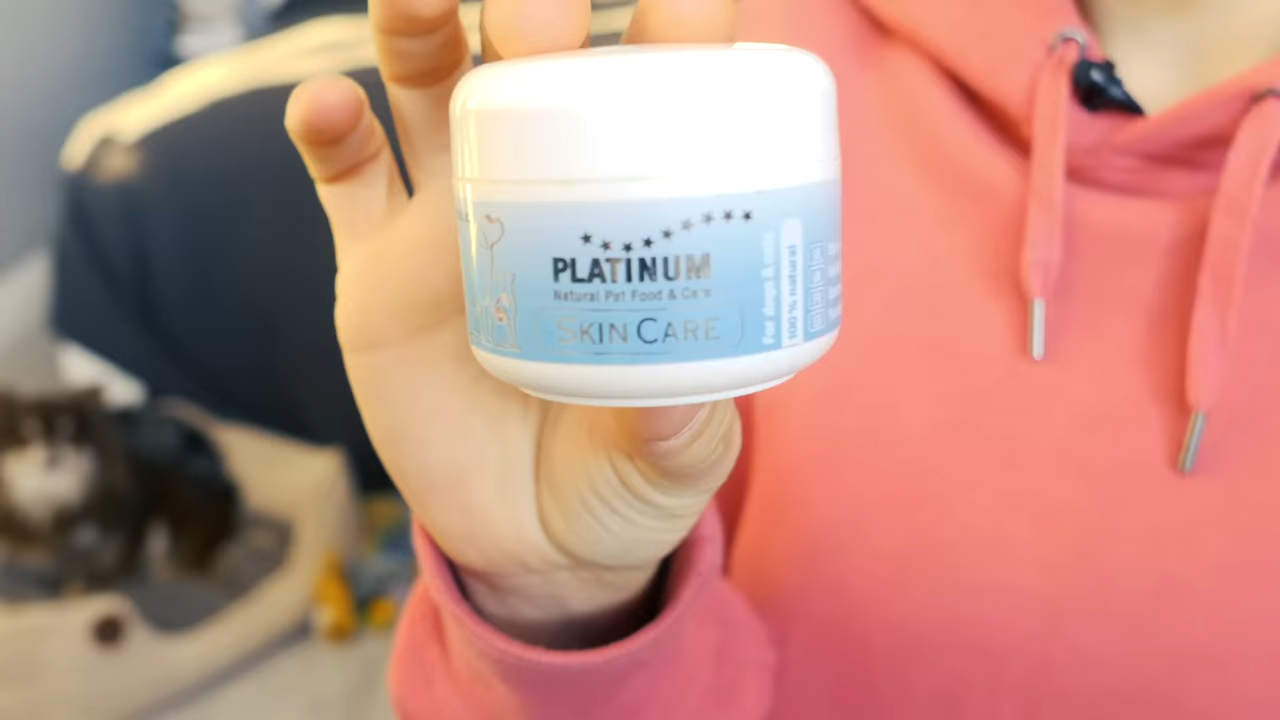 PLATINUM
Natural Pet Food & Care
SKIN CARE
For dogs & cats
100% natural